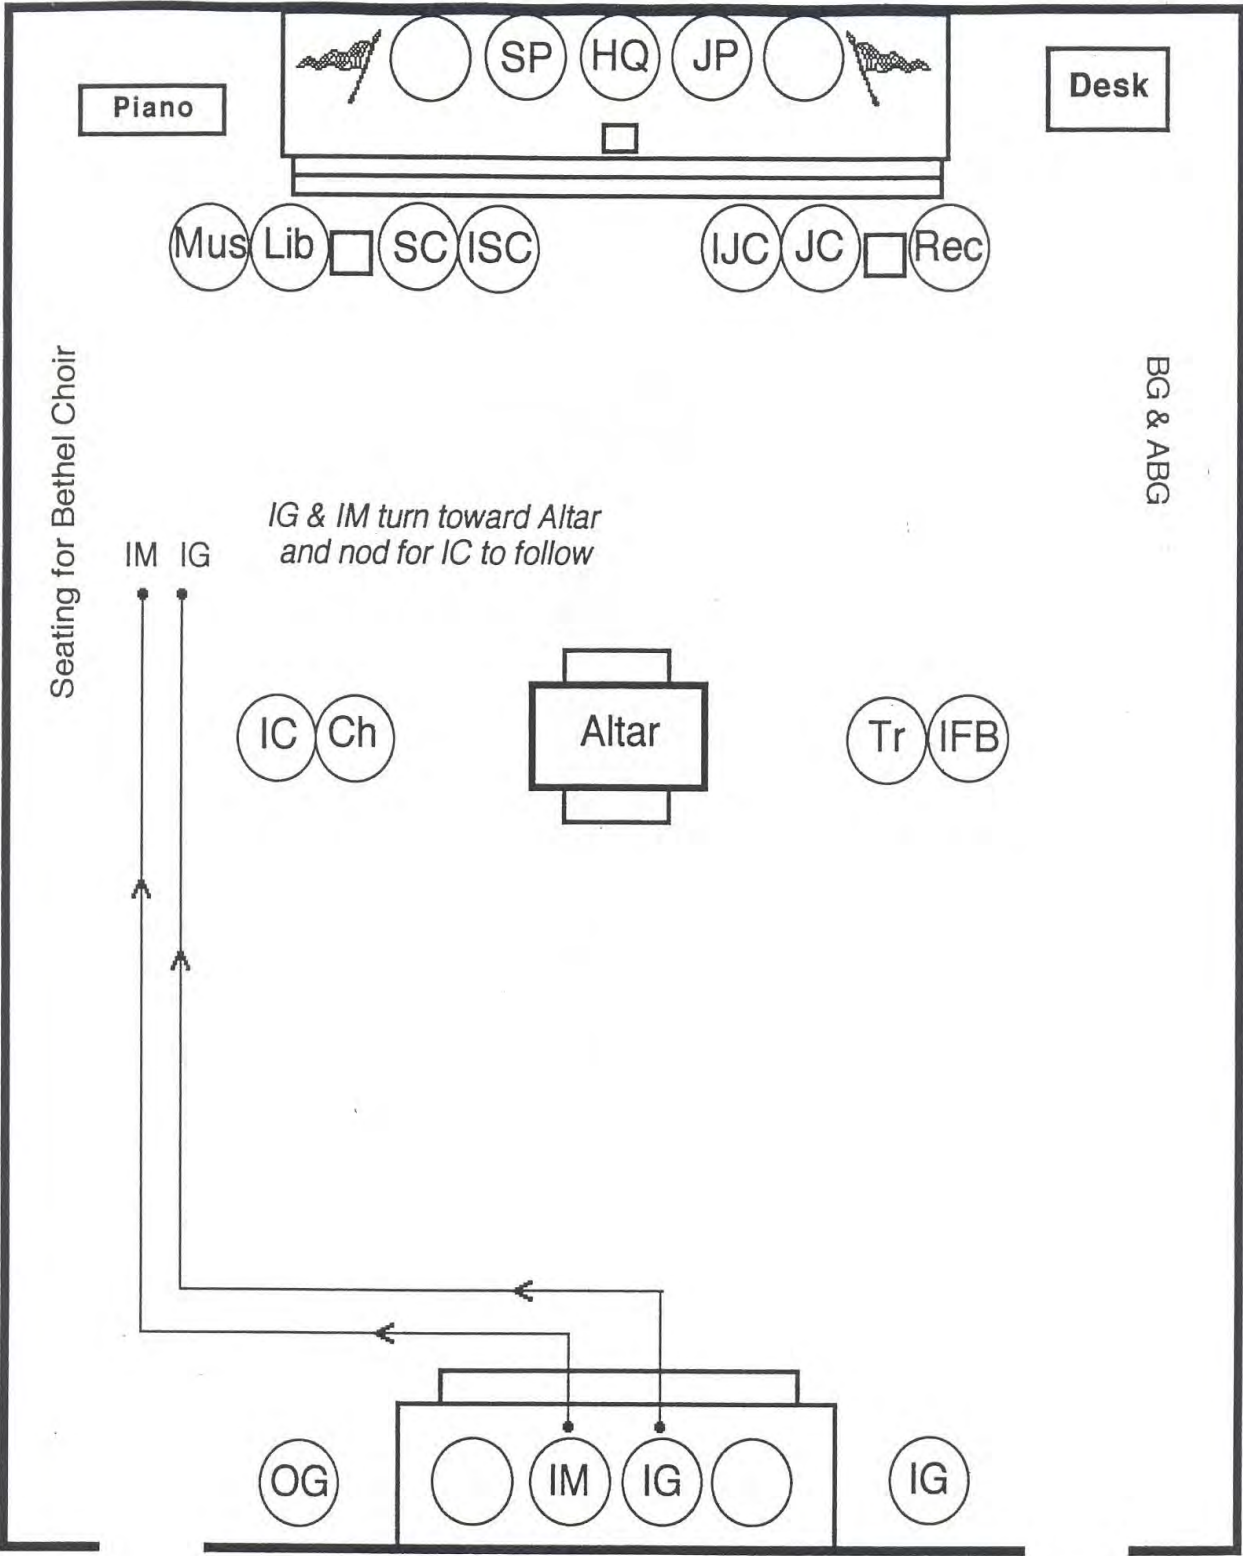 SP HQ JP
Piano
Desk
Mus Lib SC ISC IJC JC Rec
Seating for Bethel Choir
BG & ABG
IG & IM turn toward Altar
and nod for IC to follow
IM IG
IC Ch Altar Tr IFB
OG IM IG IG